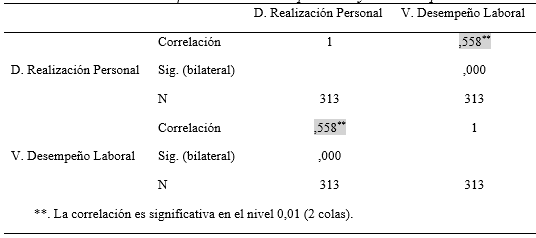 D. Realización Personal V. Desempeño Laboral
Correlación 1 ,558**
D. Realización Personal Sig. (bilateral) ,000
N 313 313
Correlación ,558** 1
V. Desempeño Laboral Sig. (bilateral) ,000
N 313 313
**. La correlación es significativa en el nivel 0,01 (2 colas).